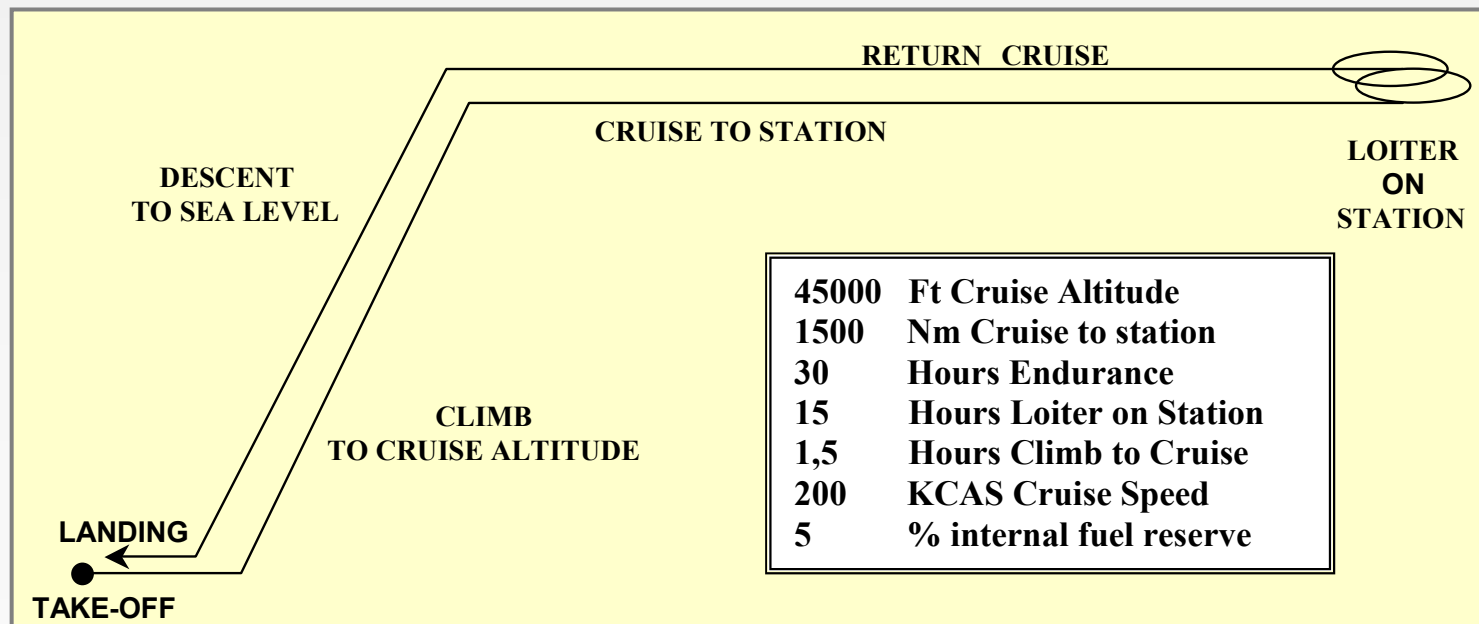 RETURN CRUISE
CRUISE TO STATION
LOITER
ON
STATION
DESCENT
TO SEA LEVEL
CLIMB
TO CRUISE ALTITUDE
45000 Ft Cruise Altitude
1500 Nm Cruise to station
30 Hours Endurance
15 Hours Loiter on Station
1,5 Hours Climb to Cruise
200 KCAS Cruise Speed
5 % internal fuel reserve
LANDING
TAKE-OFF